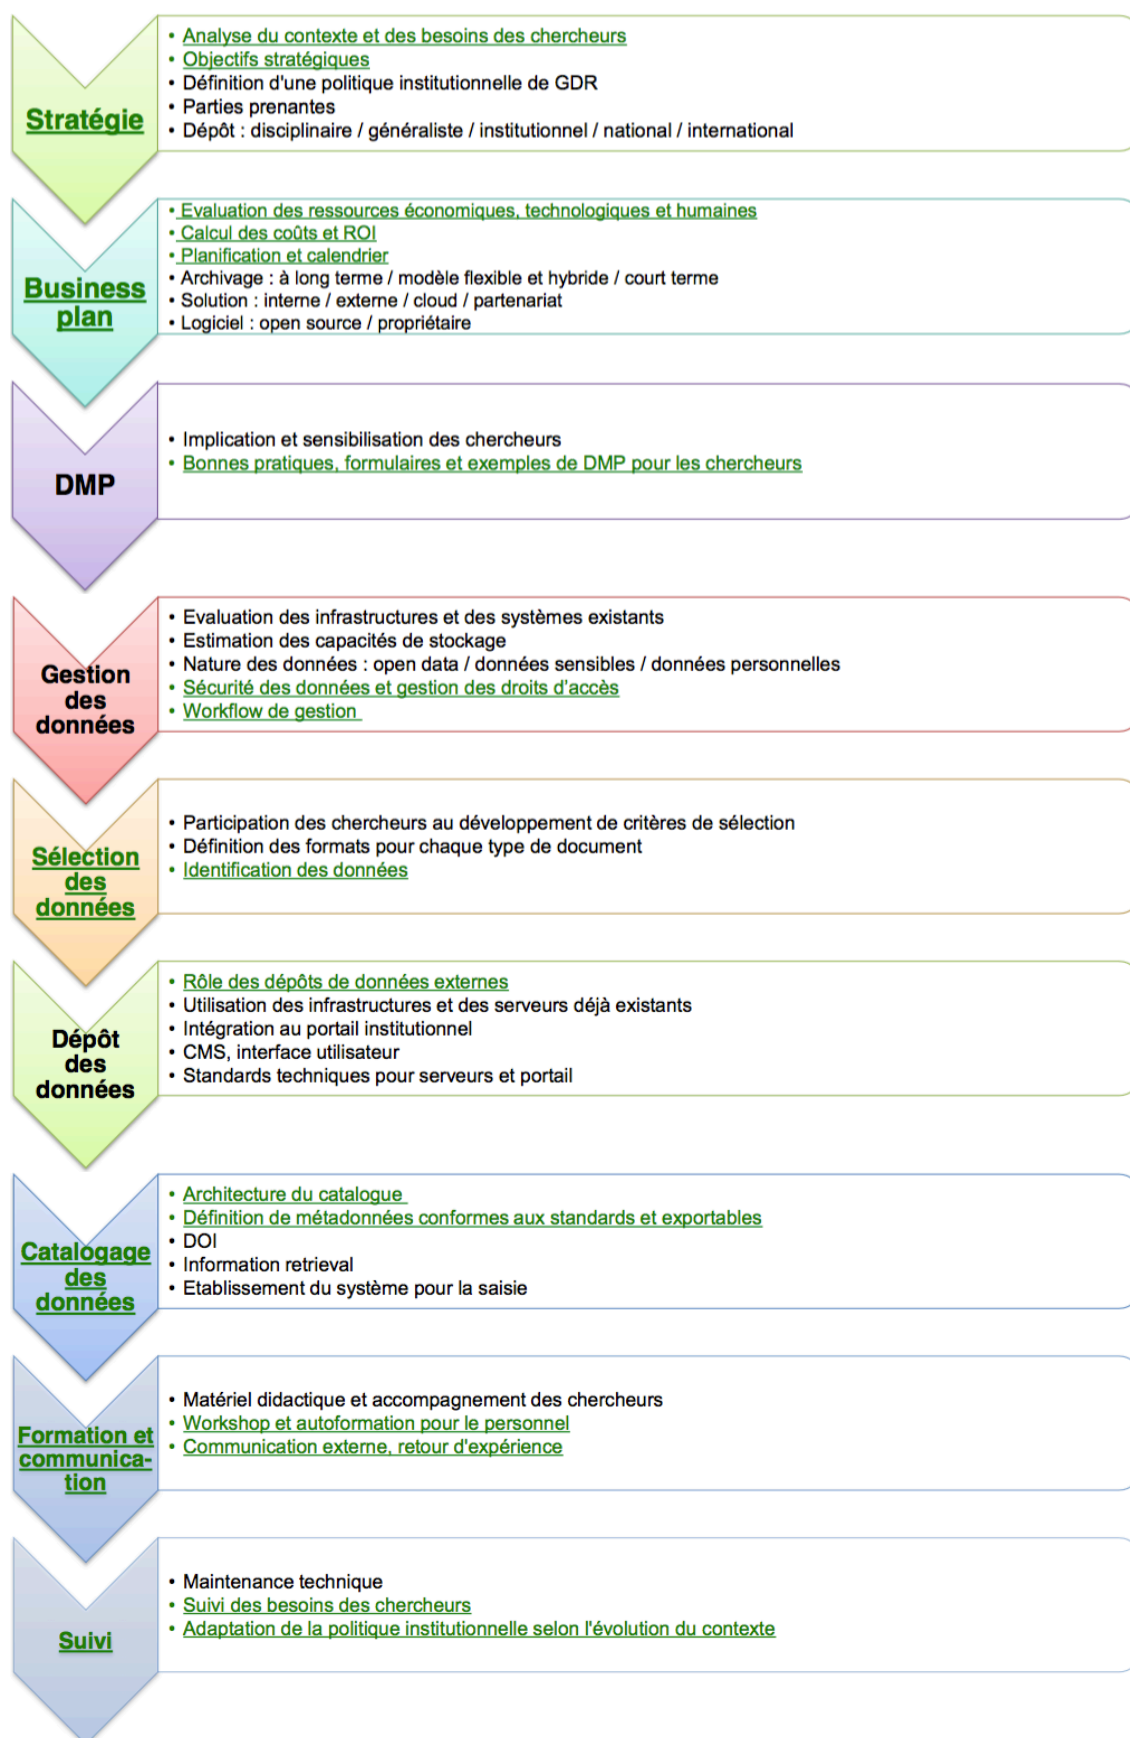 Stratégie
• Analyse du contexte et des besoins des chercheurs
• Objectifs stratégiques
• Définition d'une politique institutionnelle de GDR
• Parties prenantes
• Dépôt : disciplinaire / généraliste / institutionnel / national / international
Business
plan
• Evaluation des ressources économiques, technologiques et humaines
• Calcul des coûts et ROI
• Planification et calendrier
• Archivage : à long terme / modèle flexible et hybride / court terme
• Solution : interne / externe / cloud / partenariat
• Logiciel : open source / propriétaire
DMP
• Implication et sensibilisation des chercheurs
• Bonnes pratiques, formulaires et exemples de DMP pour les chercheurs
Gestion
des
données
• Evaluation des infrastructures et des systèmes existants
• Estimation des capacités de stockage
• Nature des données : open data / données sensibles / données personnelles
• Sécurité des données et gestion des droits d'accès
• Workflow de gestion
Sélection
des
données
• Participation des chercheurs au développement de critères de sélection
• Définition des formats pour chaque type de document
• Identification des données
Dépôt
des
données
• Rôle des dépôts de données externes
• Utilisation des infrastructures et des serveurs déjà existants
• Intégration au portail institutionnel
• CMS, interface utilisateur
• Standards techniques pour serveurs et portail
Catalogage
des
données
• Architecture du catalogue
• Définition de métadonnées conformes aux standards et exportables
• DOI
• Information retrieval
• Etablissement du système pour la saisie
Formation et
communica-
tion
• Matériel didactique et accompagnement des chercheurs
• Workshop et autoformation pour le personnel
• Communication externe, retour d'expérience
Suivi
• Maintenance technique
• Suivi des besoins des chercheurs
• Adaptation de la politique institutionnelle selon l'évolution du contexte